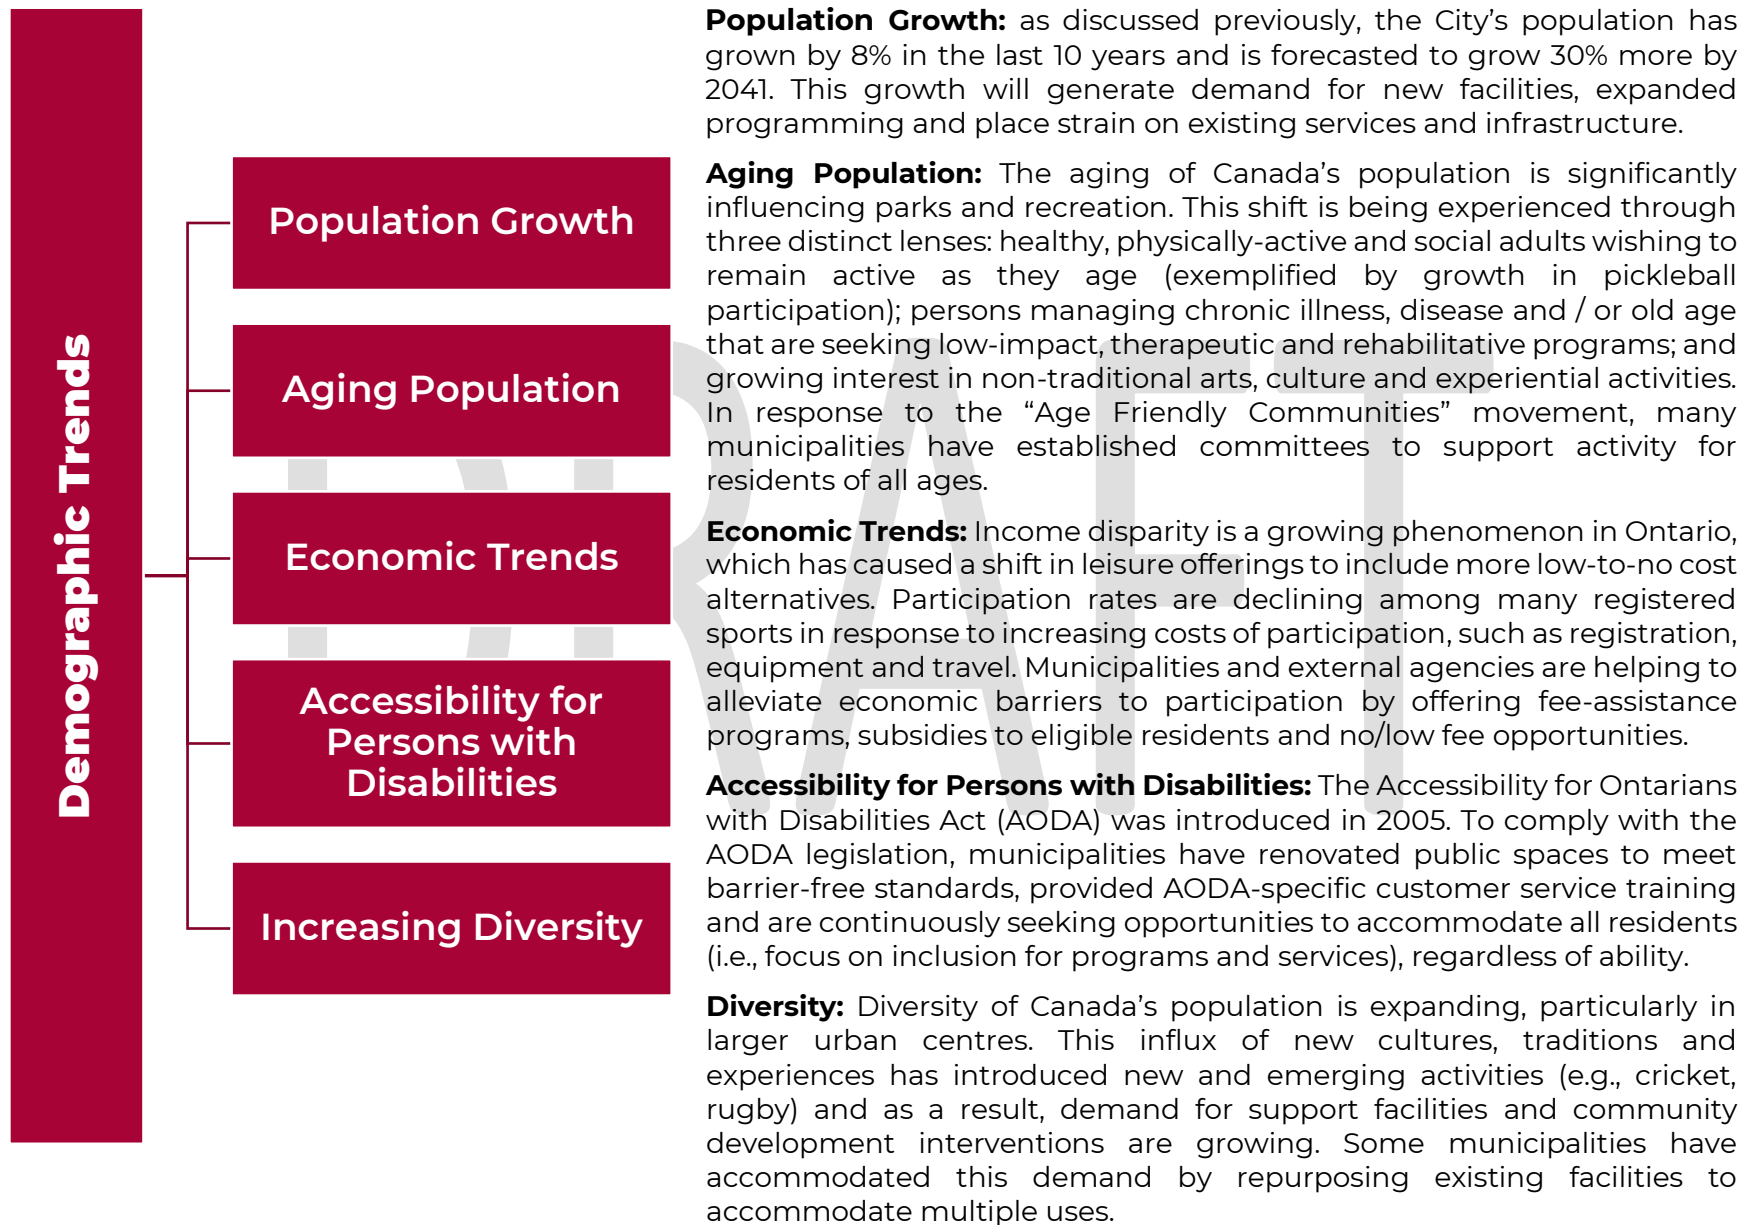 Demographic Trends
Population Growth
Aging Population
Economic Trends
Accessibility for
Persons with
Disabilities
Increasing Diversity
Population Growth: as discussed previously, the City’s population has
grown by 8% in the last 10 years and is forecasted to grow 30% more by
2041. This growth will generate demand for new facilities, expanded
programming and place strain on existing services and infrastructure.
Aging Population: The aging of Canada’s population is significantly
influencing parks and recreation. This shift is being experienced through
three distinct lenses: healthy, physically-active and social adults wishing to
remain active as they age (exemplified by growth in pickleball
participation); persons managing chronic illness, disease and / or old age
that are seeking low-impact, therapeutic and rehabilitative programs; and
growing interest in non-traditional arts, culture and experiential activities.
In response to the “Age Friendly Communities” movement, many
municipalities have established committees to support activity for
residents of all ages.
Economic Trends: Income disparity is a growing phenomenon in Ontario,
which has caused a shift in leisure offerings to include more low-to-no cost
alternatives. Participation rates are declining among many registered
sports in response to increasing costs of participation, such as registration,
equipment and travel. Municipalities and external agencies are helping to
alleviate economic barriers to participation by offering fee-assistance
programs, subsidies to eligible residents and no/low fee opportunities.
Accessibility for Persons with Disabilities: The Accessibility for Ontarians
with Disabilities Act (AODA) was introduced in 2005. To comply with the
AODA legislation, municipalities have renovated public spaces to meet
barrier-free standards, provided AODA-specific customer service training
and are continuously seeking opportunities to accommodate all residents
(i.e., focus on inclusion for programs and services), regardless of ability.
Diversity: Diversity of Canada’s population is expanding, particularly in
larger urban centres. This influx of new cultures, traditions and
experiences has introduced new and emerging activities (e.g., cricket,
rugby) and as a result, demand for support facilities and community
development interventions are growing. Some municipalities have
accommodated this demand by repurposing existing facilities to
accommodate multiple uses.
DRAFT